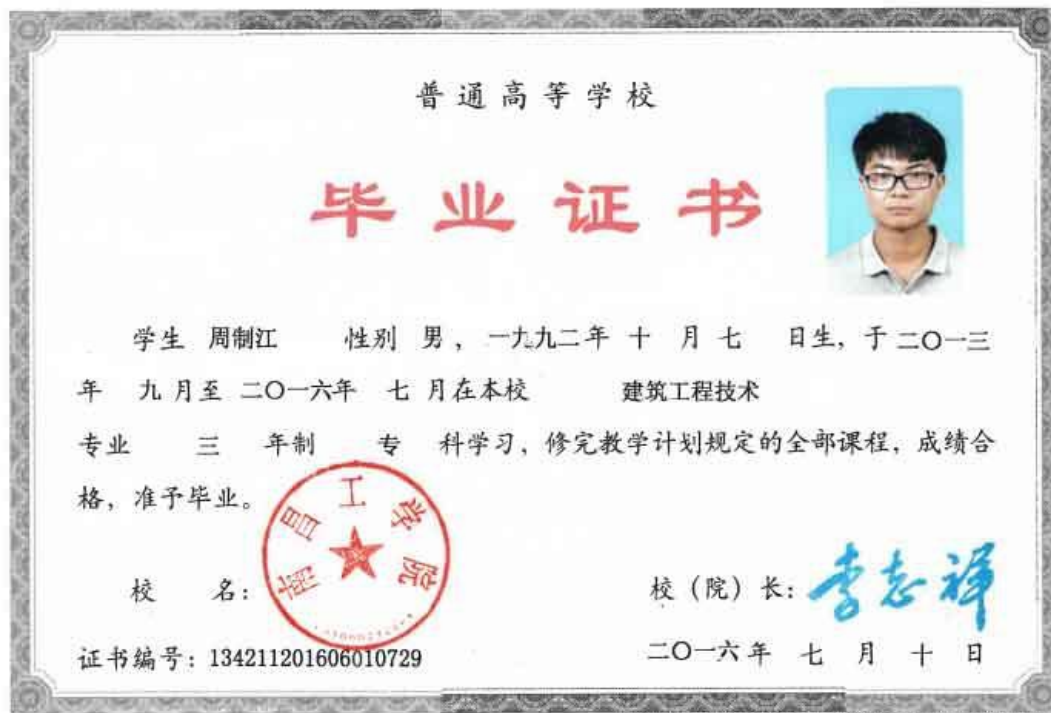 普通高等学校
毕业证书
学生 周制江 性别 男，一九九二年 十 月 七 日生，于 二〇一三
年 九 月至 二〇一六年 七 月在本校 建筑工程技术
专业 三 年制 专 科学习，修完教学计划规定的全部课程，成绩合
格，准予毕业。
南昌工学院
校 名：
校（院）长：李志祥
证书编号：134211201606010729
二〇一六年 七 月 十 日